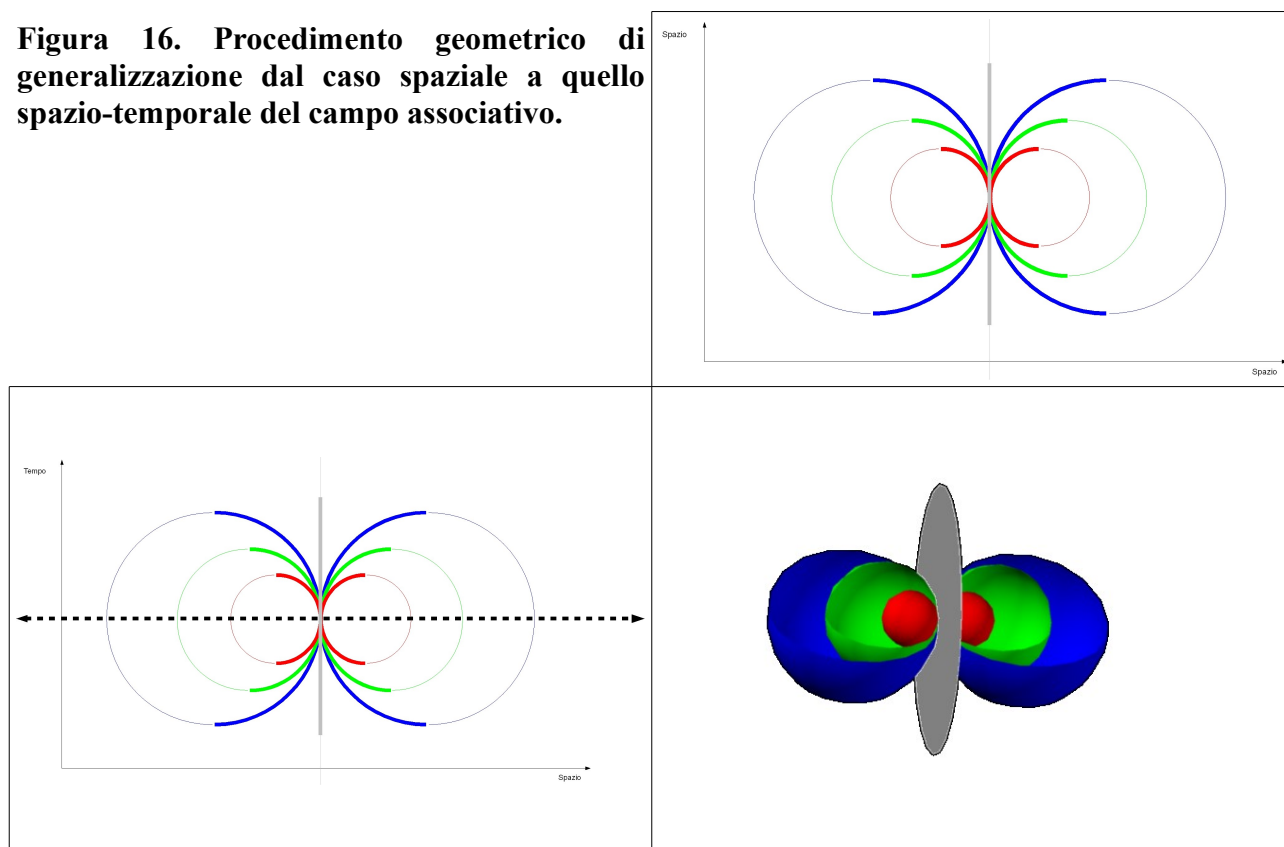 Figura 16. Procedimento geometrico di
generalizzazione dal caso spaziale a quello
spazio-temporale del campo associativo.
Spazio
Spazio
Tempo
Spazio